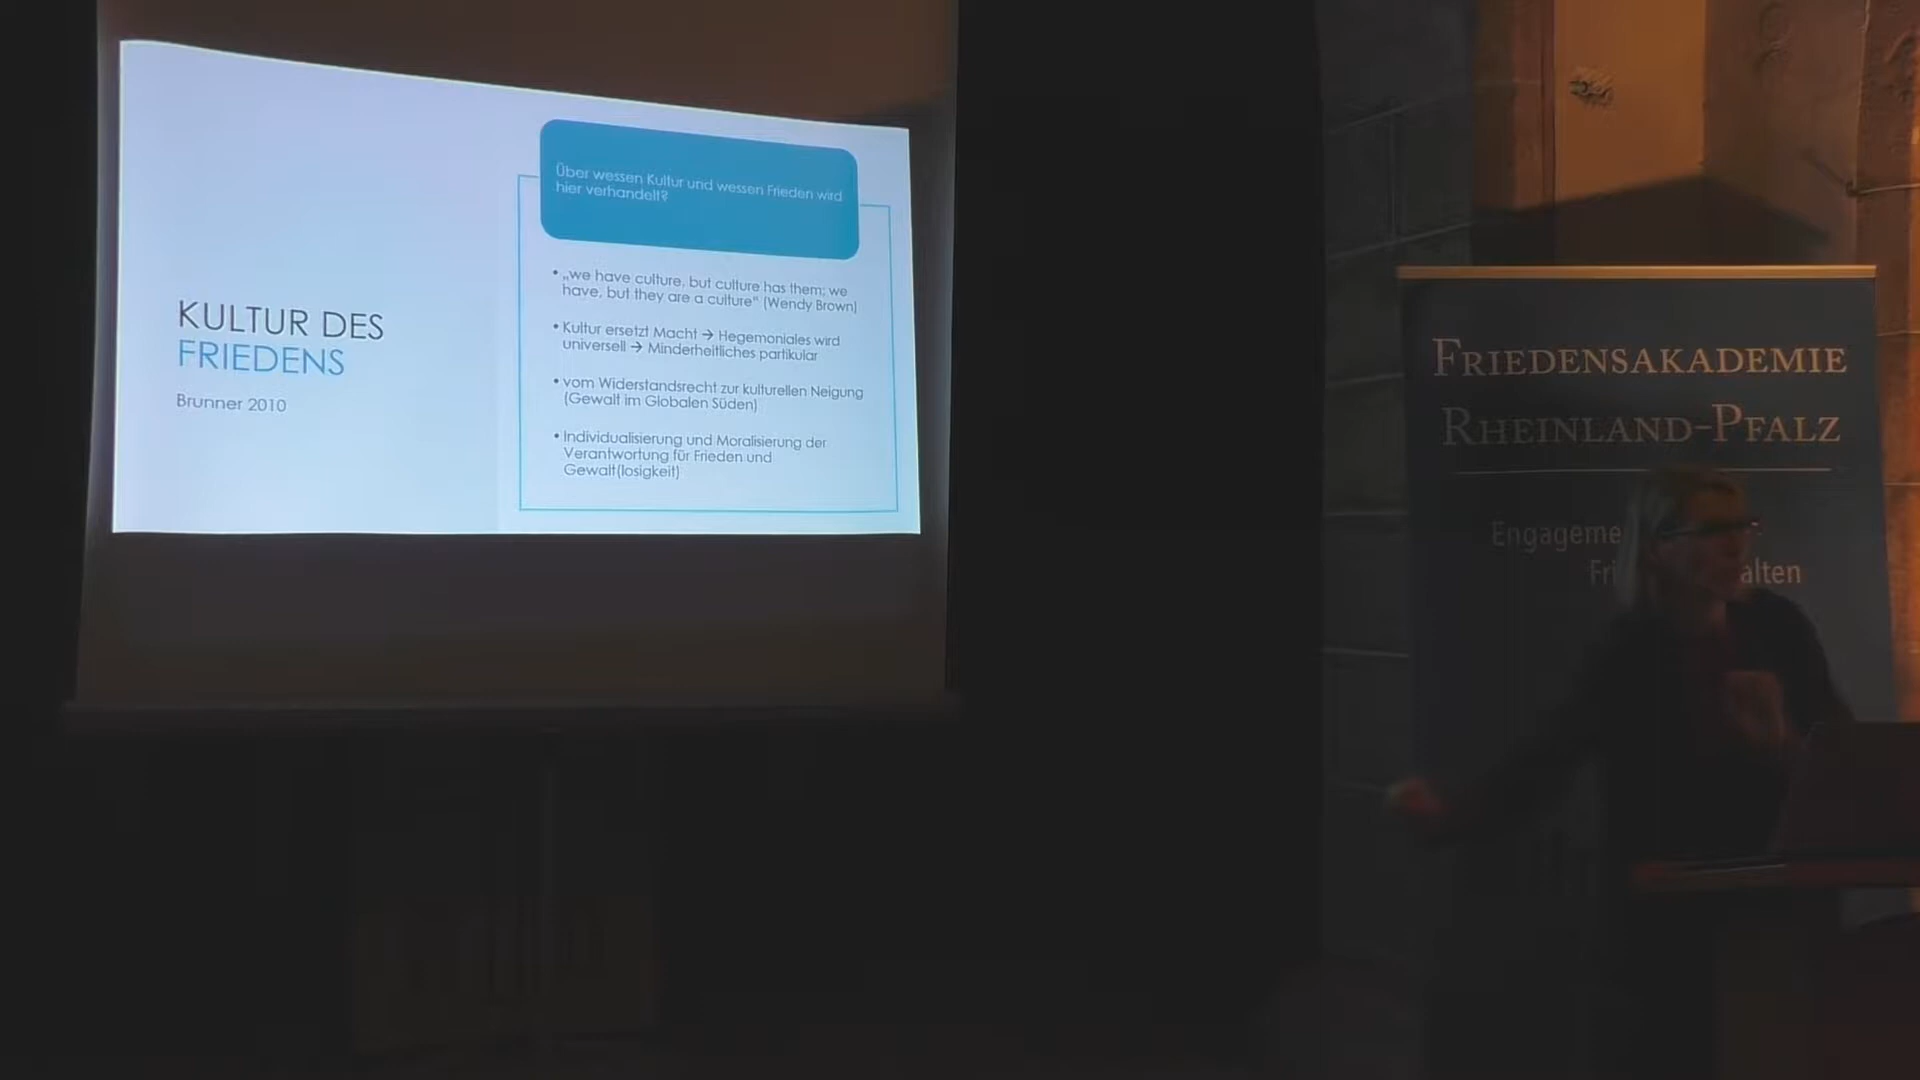 KULTUR DES
FRIEDENS
Brunner 2010
Über wessen Kultur und wessen Frieden wird
hier verhandelt?
• „we have culture, but culture has them; we
have, but they are a culture“ (Wendy Brown)
• Kultur ersetzt Macht → Hegemoniales wird
universell → Minderheitliches partikular
• vom Widerstandsrecht zur kulturellen Neigung
(Gewalt im Globalen Süden)
• Individualisierung und Moralisierung der
Verantwortung für Frieden und
Gewalt(losigkeit)
FRIEDENSAKADEMIE
RHEINLAND-PFALZ
Engageme
Fri alten